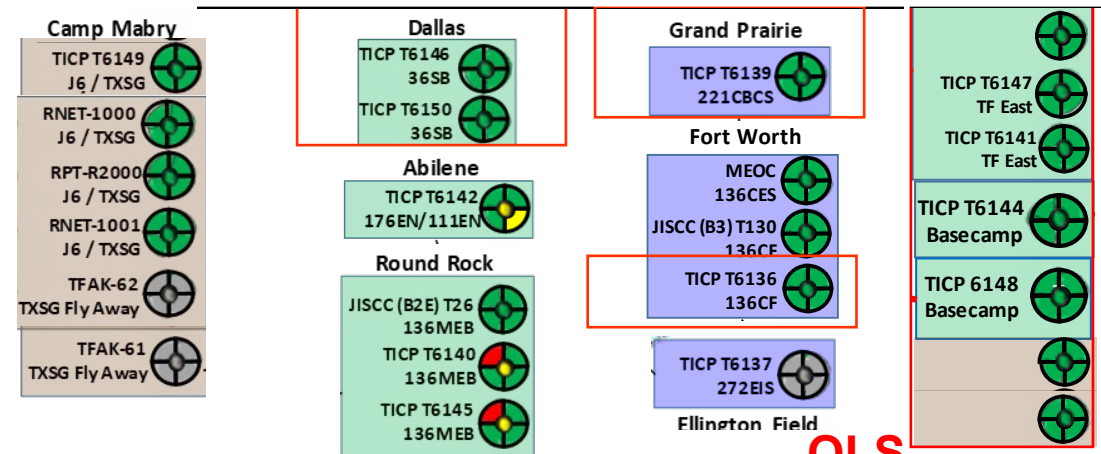 Camp Mabry
TICP T6149
J6 / TXSG
RNET-1000
J6 / TXSG
RPT-R2000
J6 / TXSG
RNET-1001
J6 / TXSG
TFAK-62
TXSG Fly Away
TFAK-61
TXSG Fly Away
Dallas
TICP T6146
36SB
TICP T6150
36SB
Abilene
TICP T6142
176EN/111EN
Round Rock
JISCC (B2E) T26
136MEB
TICP T6140
136MEB
TICP T6145
136MEB
Grand Prairie
TICP T6139
221CBCS
Fort Worth
MEOC
136CES
JISCC (B3) T130
136CF
TICP T6136
136CF
TICP T6137
272EIS
Ellington Field
OLS
TICP T6147
TF East
TICP T6141
TF East
TICP T6144
Basecamp
TICP 6148
Basecamp